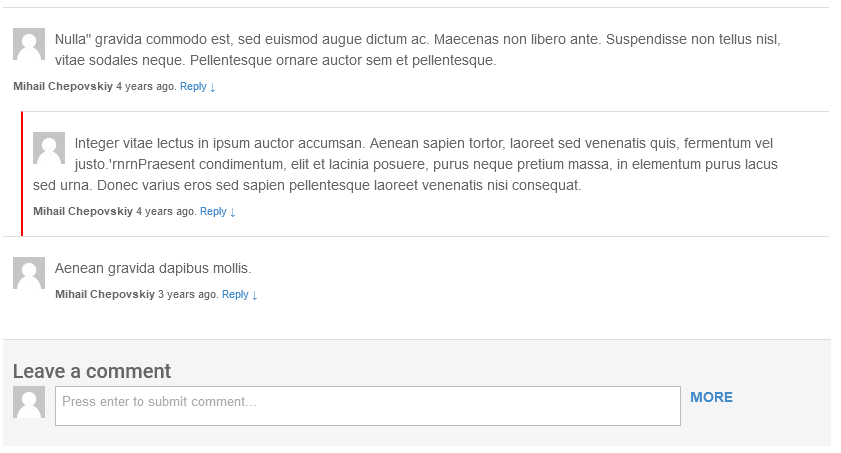 Nulla" gravida commodo est, sed euismod augue dictum ac. Maecenas non libero ante. Suspendisse non tellus nisl,
vitae sodales neque. Pellentesque ornare auctor sem et pellentesque.
Mihail Chepovskiy 4 years ago. Reply ↓
Integer vitae lectus in ipsum auctor accumsan. Aenean sapien tortor, laoreet sed venenatis quis, fermentum vel
justo.'rnrnPraesent condimentum, elit et lacinia posuere, purus neque pretium massa, in elementum purus lacus
sed urna. Donec varius eros sed sapien pellentesque laoreet venenatis nisi consequat.
Mihail Chepovskiy 4 years ago. Reply ↓
Aenean gravida dapibus mollis.
Mihail Chepovskiy 3 years ago. Reply ↓
Leave a comment
Press enter to submit comment... MORE